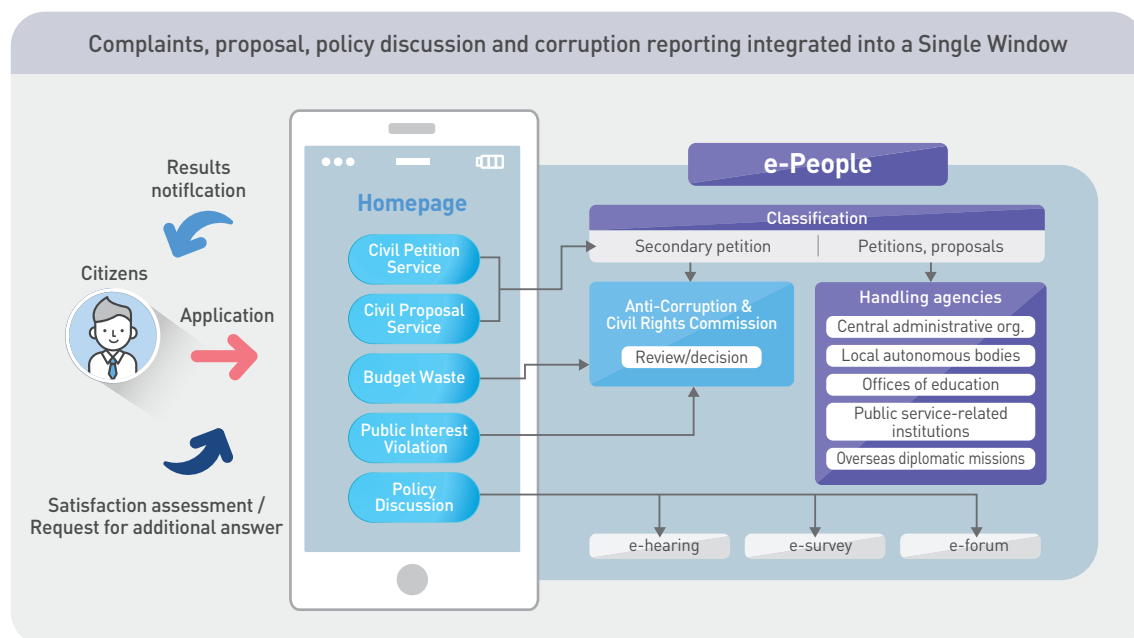 Complaints, proposal, policy discussion and corruption reporting integrated into a Single Window
Results
notiflcation
Citizens
Application
Satisfaction assessment /
Request for additional answer
Homepage
Civil Petition
Service
Civil Proposal
Service
Budget Waste
Public Interest
Violation
Policy
Discussion
e-People
Classification
Secondary petition
Petitions, proposals
Anti-Corruption &
Civil Rights Commission
Review/decision
Handling agencies
Central administrative org.
Local autonomous bodies
Offices of education
Public service-related
institutions
Overseas diplomatic missions
e-hearing
e-survey
e-forum